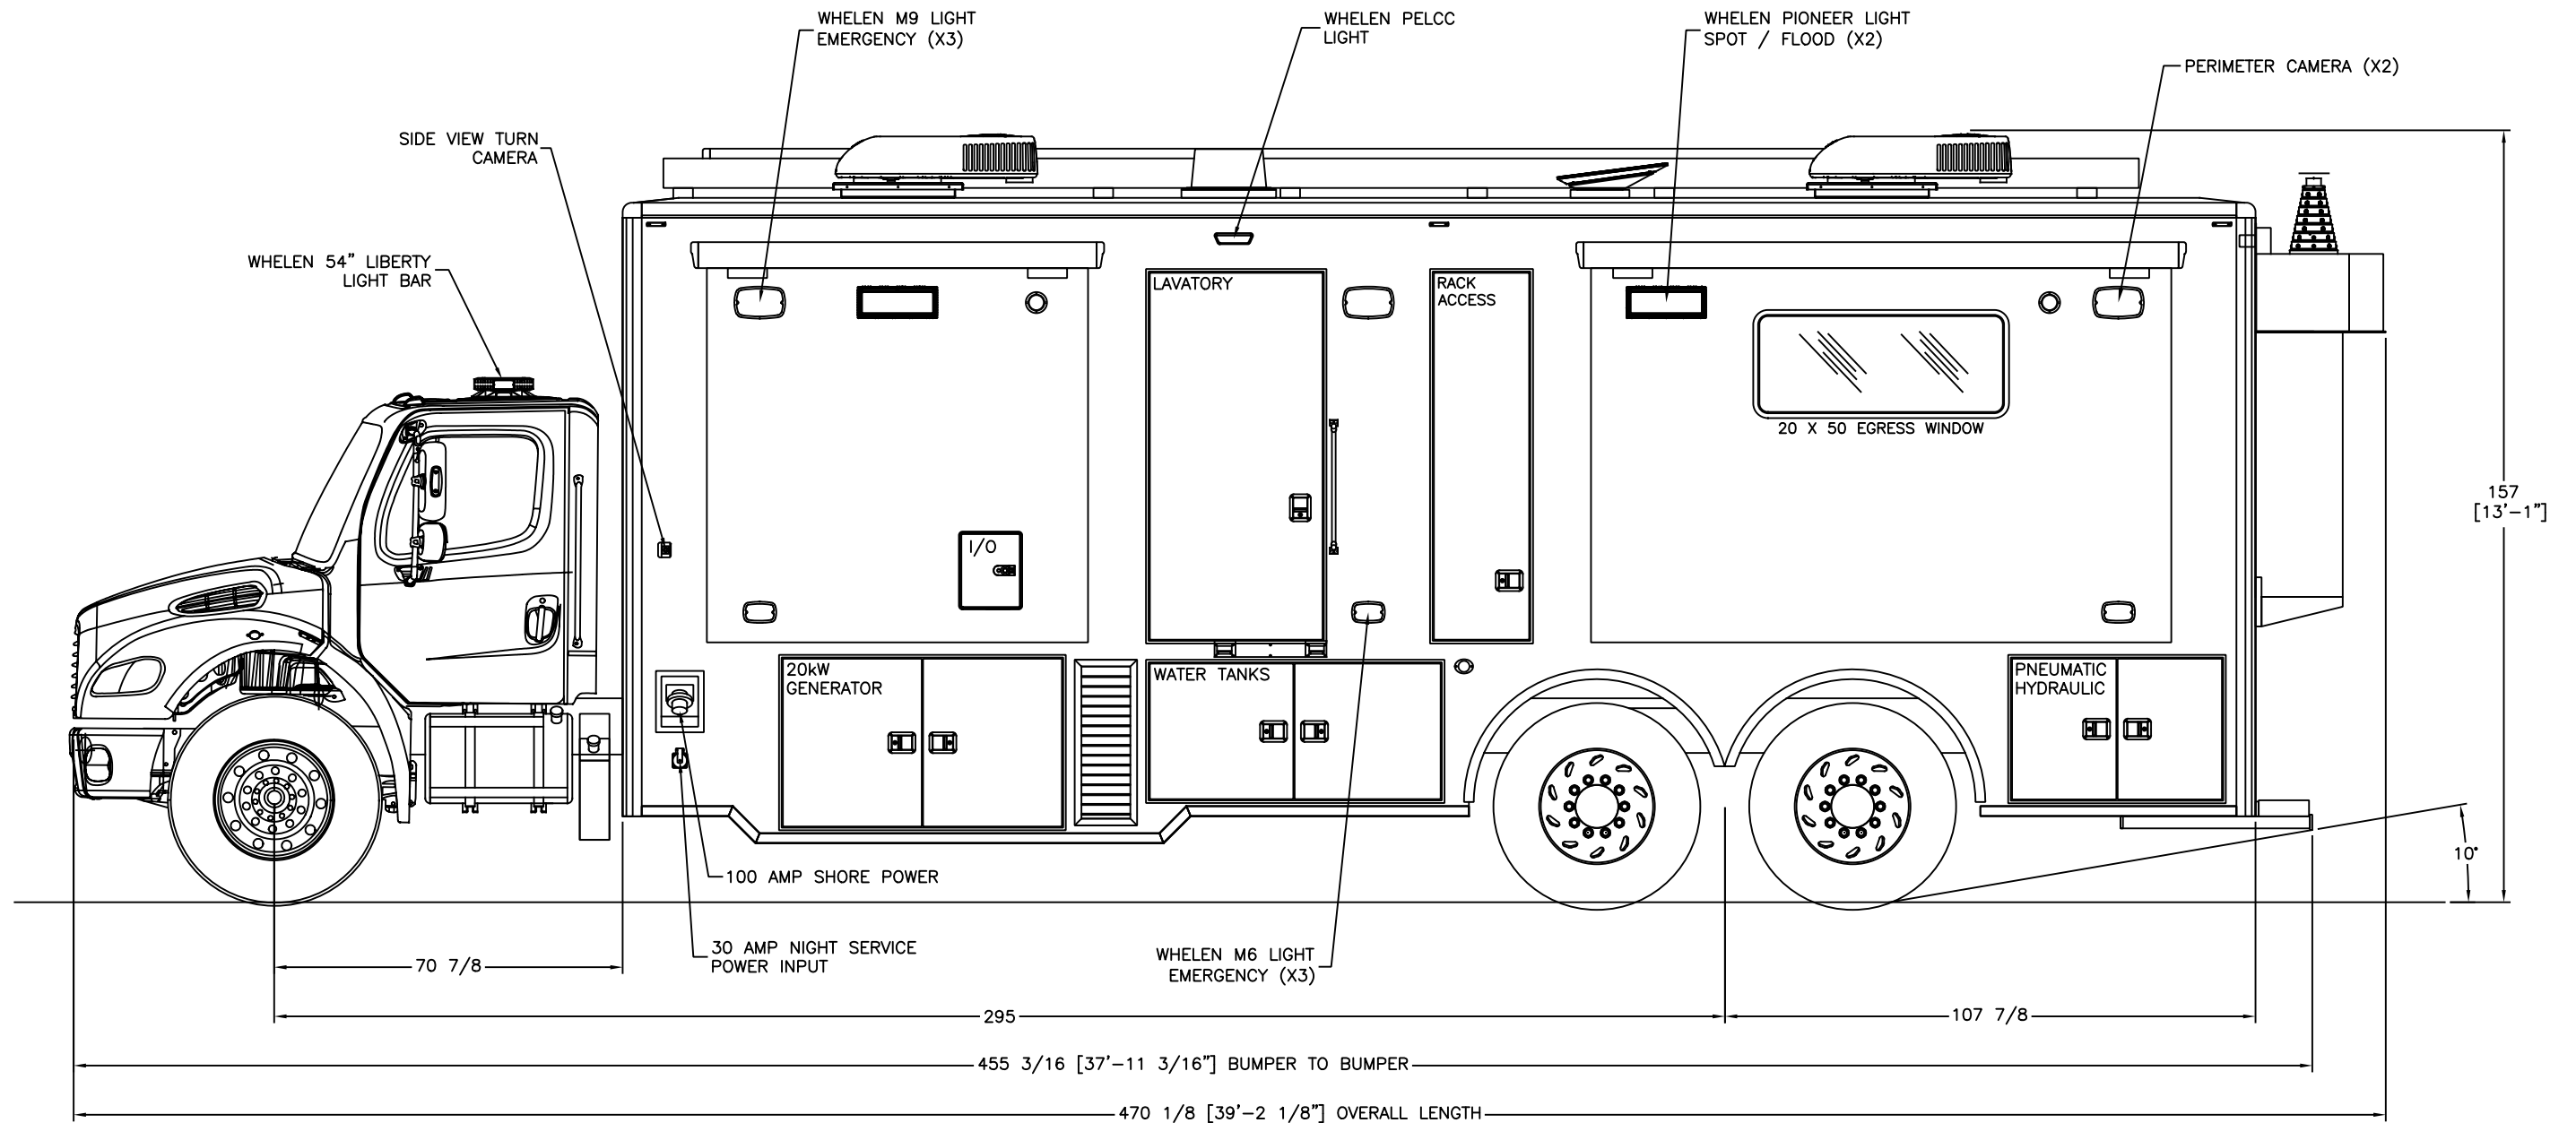 WHELEN M9 LIGHT
EMERGENCY (X3)
WHELEN PELCC
LIGHT
WHELEN PIONEER LIGHT
SPOT / FLOOD (X2)
PERIMETER CAMERA (X2)
SIDE VIEW TURN
CAMERA
WHELEN 54" LIBERTY
LIGHT BAR
LAVATORY
RACK
ACCESS
20 X 50 EGRESS WINDOW
157
[13'-1"]
I/O
20kW
GENERATOR
WATER TANKS
PNEUMATIC
HYDRAULIC
10°
100 AMP SHORE POWER
30 AMP NIGHT SERVICE
POWER INPUT
WHELEN M6 LIGHT
EMERGENCY (X3)
70 7/8
295
107 7/8
455 3/16 [37'-11 3/16"] BUMPER TO BUMPER
470 1/8 [39'-2 1/8"] OVERALL LENGTH